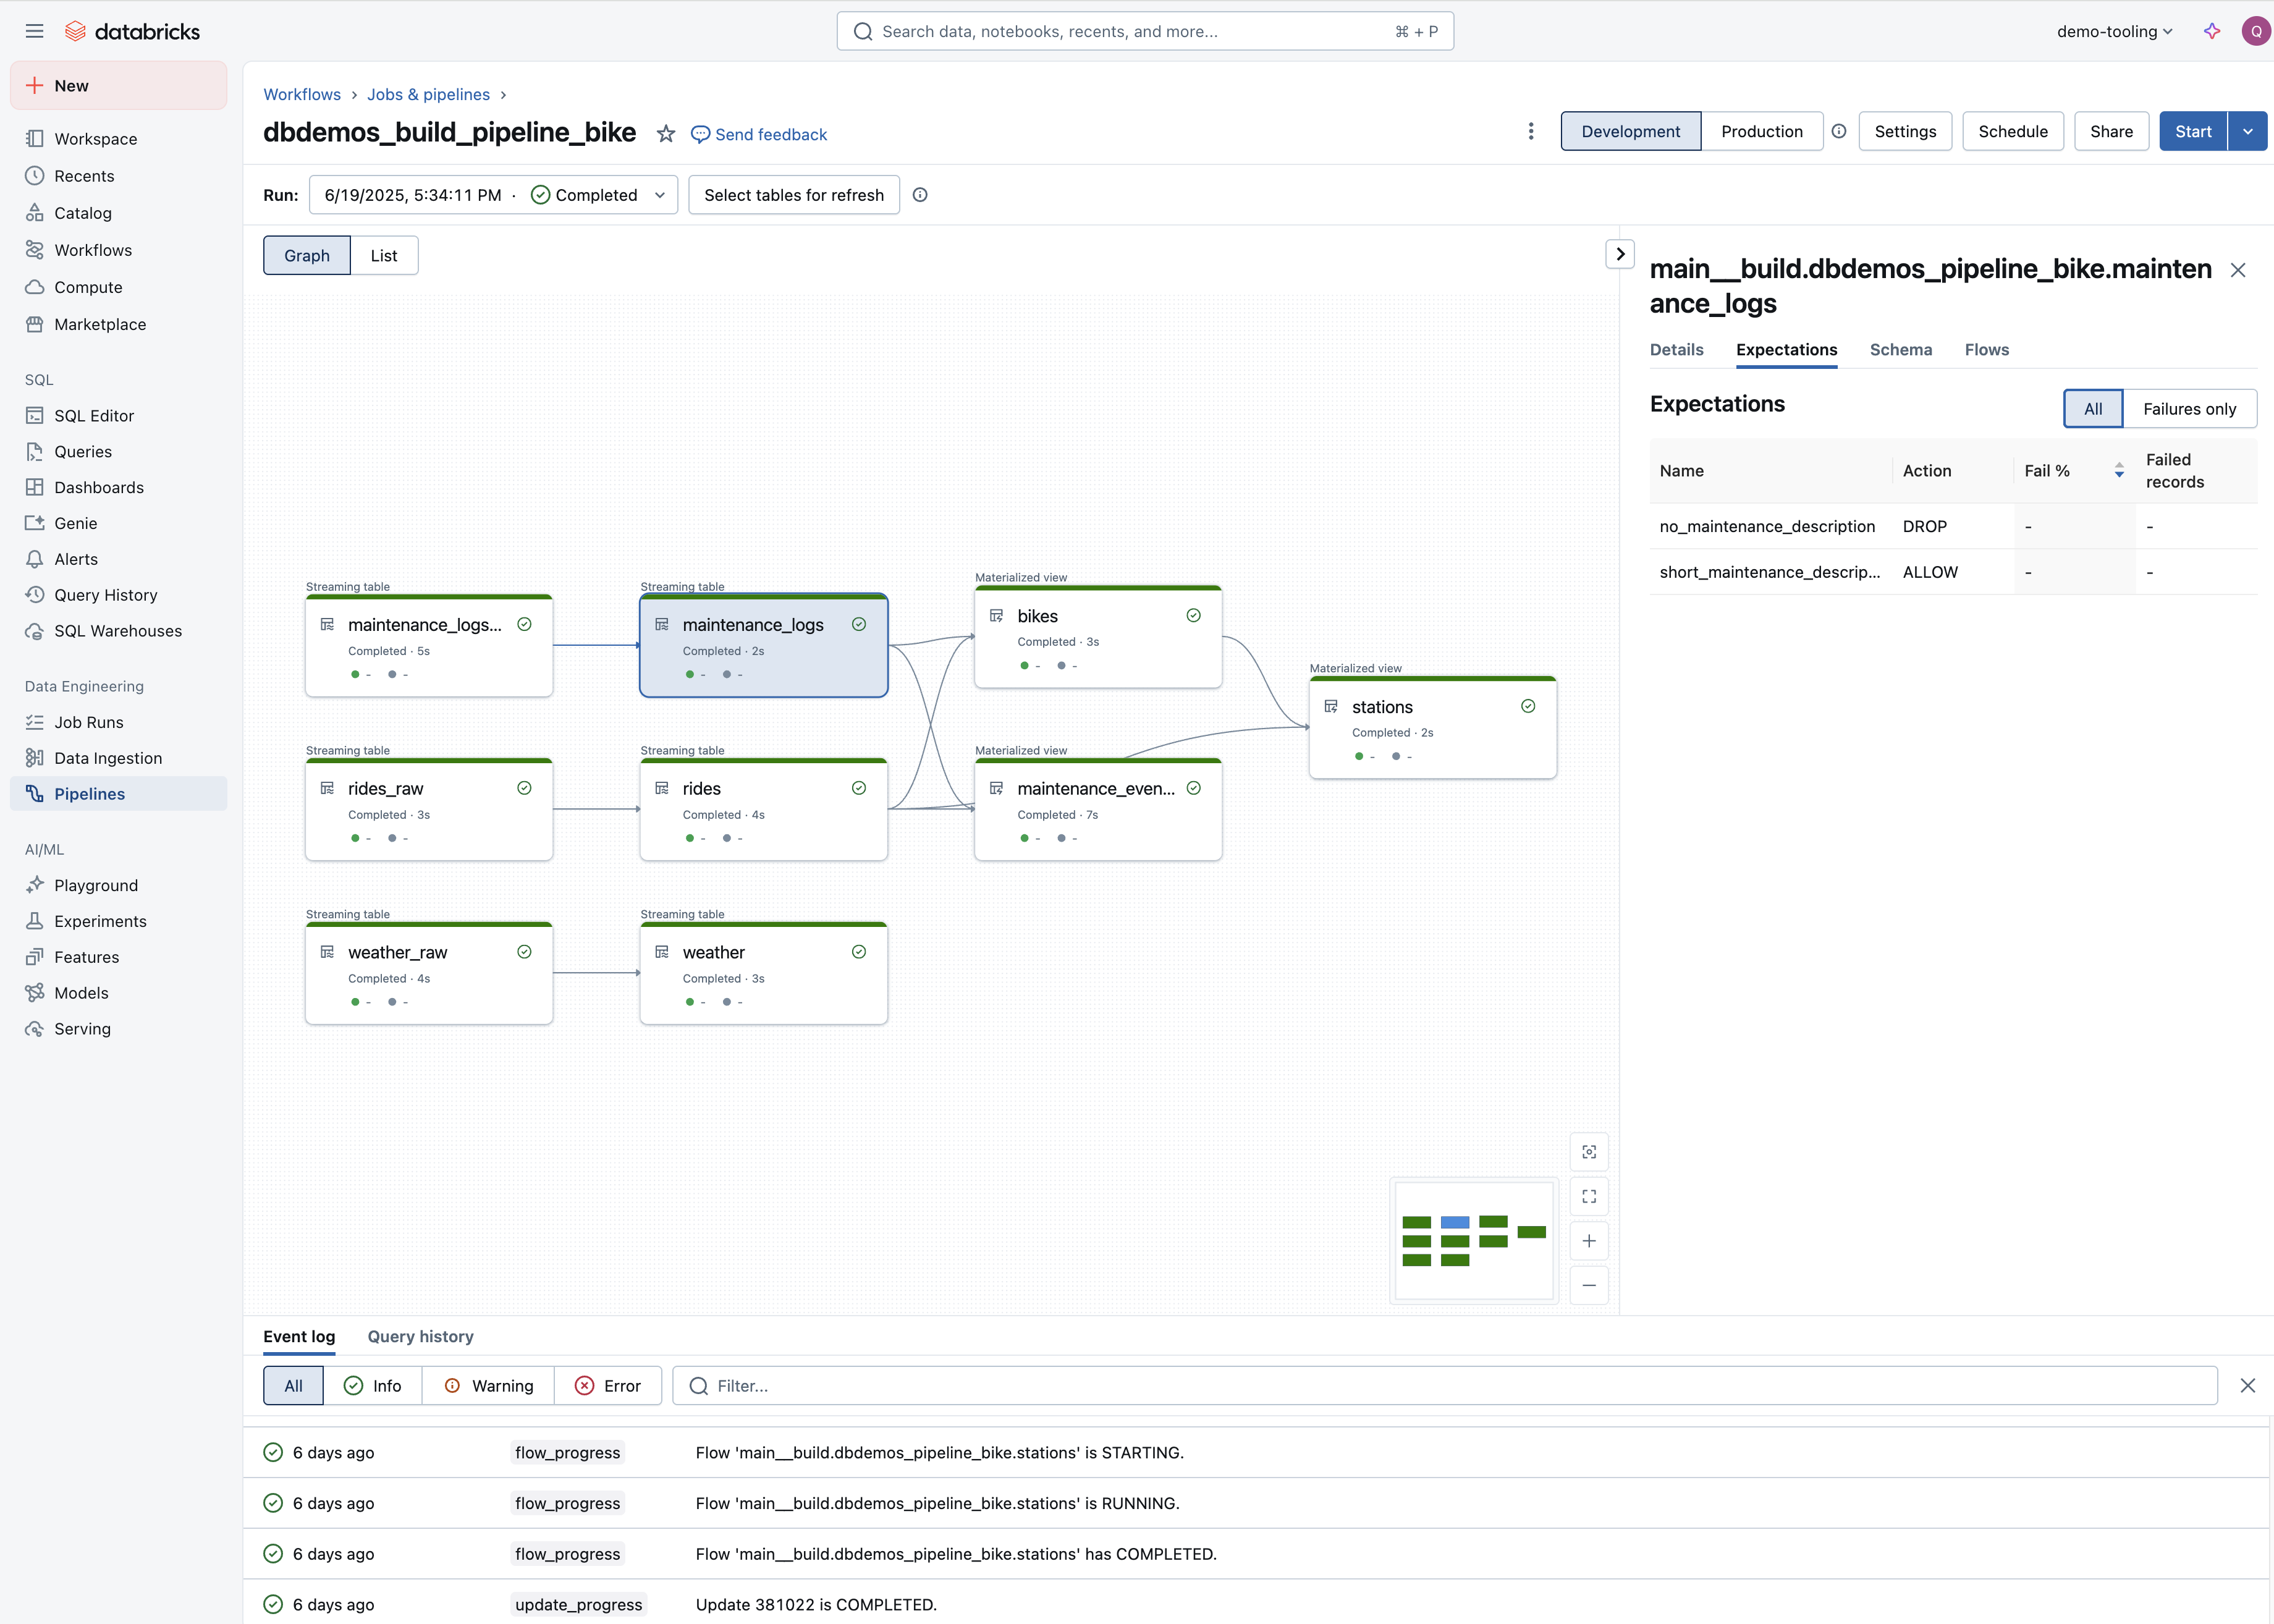 databricks
Search data, notebooks, recents, and more...
⌘ + P
demo-tooling
Q
New
Workspace
Recents
Catalog
Workflows
Compute
Marketplace
SQL
SQL Editor
Queries
Dashboards
Genie
Alerts
Query History
SQL Warehouses
Data Engineering
Job Runs
Data Ingestion
Pipelines
AI/ML
Playground
Experiments
Features
Models
Serving
Workflows › Jobs & pipelines ›
dbdemos_build_pipeline_bike
Send feedback
Development
Production
Settings
Schedule
Share
Start
Run:
6/19/2025, 5:34:11 PM · Completed
Select tables for refresh
Graph
List
Streaming table
maintenance_logs...
Completed · 5s
- -
Streaming table
maintenance_logs
Completed · 2s
- -
Materialized view
bikes
Completed · 3s
- -
Materialized view
stations
Completed · 2s
- -
Streaming table
rides_raw
Completed · 3s
- -
Streaming table
rides
Completed · 4s
- -
Materialized view
maintenance_even...
Completed · 7s
- -
Streaming table
weather_raw
Completed · 4s
- -
Streaming table
weather
Completed · 3s
- -
main__build.dbdemos_pipeline_bike.mainten
ance_logs
Details
Expectations
Schema
Flows
Expectations
All
Failures only
Name Action Fail % Failed
records
no_maintenance_description DROP - -
short_maintenance_descrip... ALLOW - -
Event log
Query history
All
Info
Warning
Error
Filter...
6 days ago flow_progress Flow 'main__build.dbdemos_pipeline_bike.stations' is STARTING.
6 days ago flow_progress Flow 'main__build.dbdemos_pipeline_bike.stations' is RUNNING.
6 days ago flow_progress Flow 'main__build.dbdemos_pipeline_bike.stations' has COMPLETED.
6 days ago update_progress Update 381022 is COMPLETED.